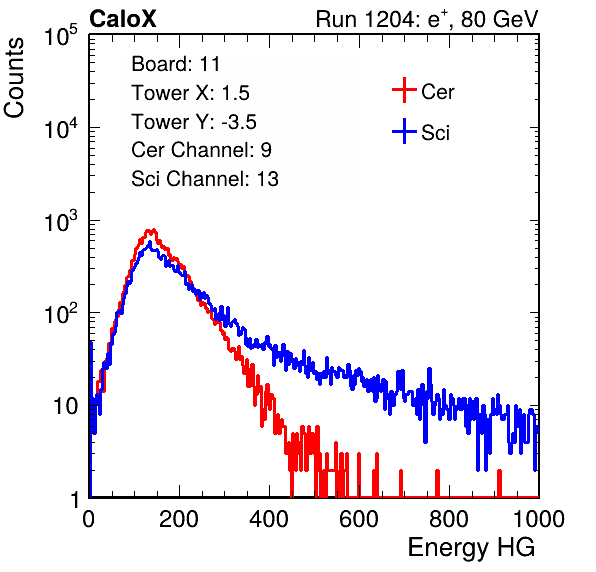 CaloX Run 1204: e⁺, 80 GeV
Counts
Board: 11
Tower X: 1.5
Tower Y: -3.5
Cer Channel: 9
Sci Channel: 13
Cer
Sci
10⁵
10⁴
10³
10²
10
1
0 200 400 600 800 1000
Energy HG